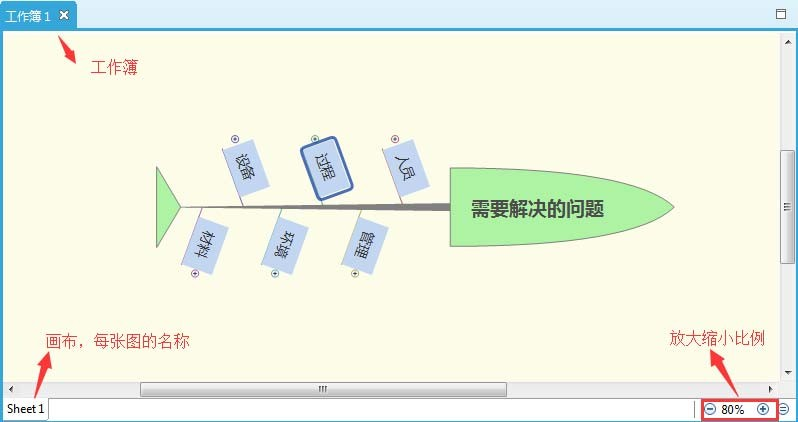 工作簿 1
工作簿
设备
过程
人员
需要解决的问题
材料
环境
管理
画布，每张图的名称
放大缩小比例
Sheet 1
80%